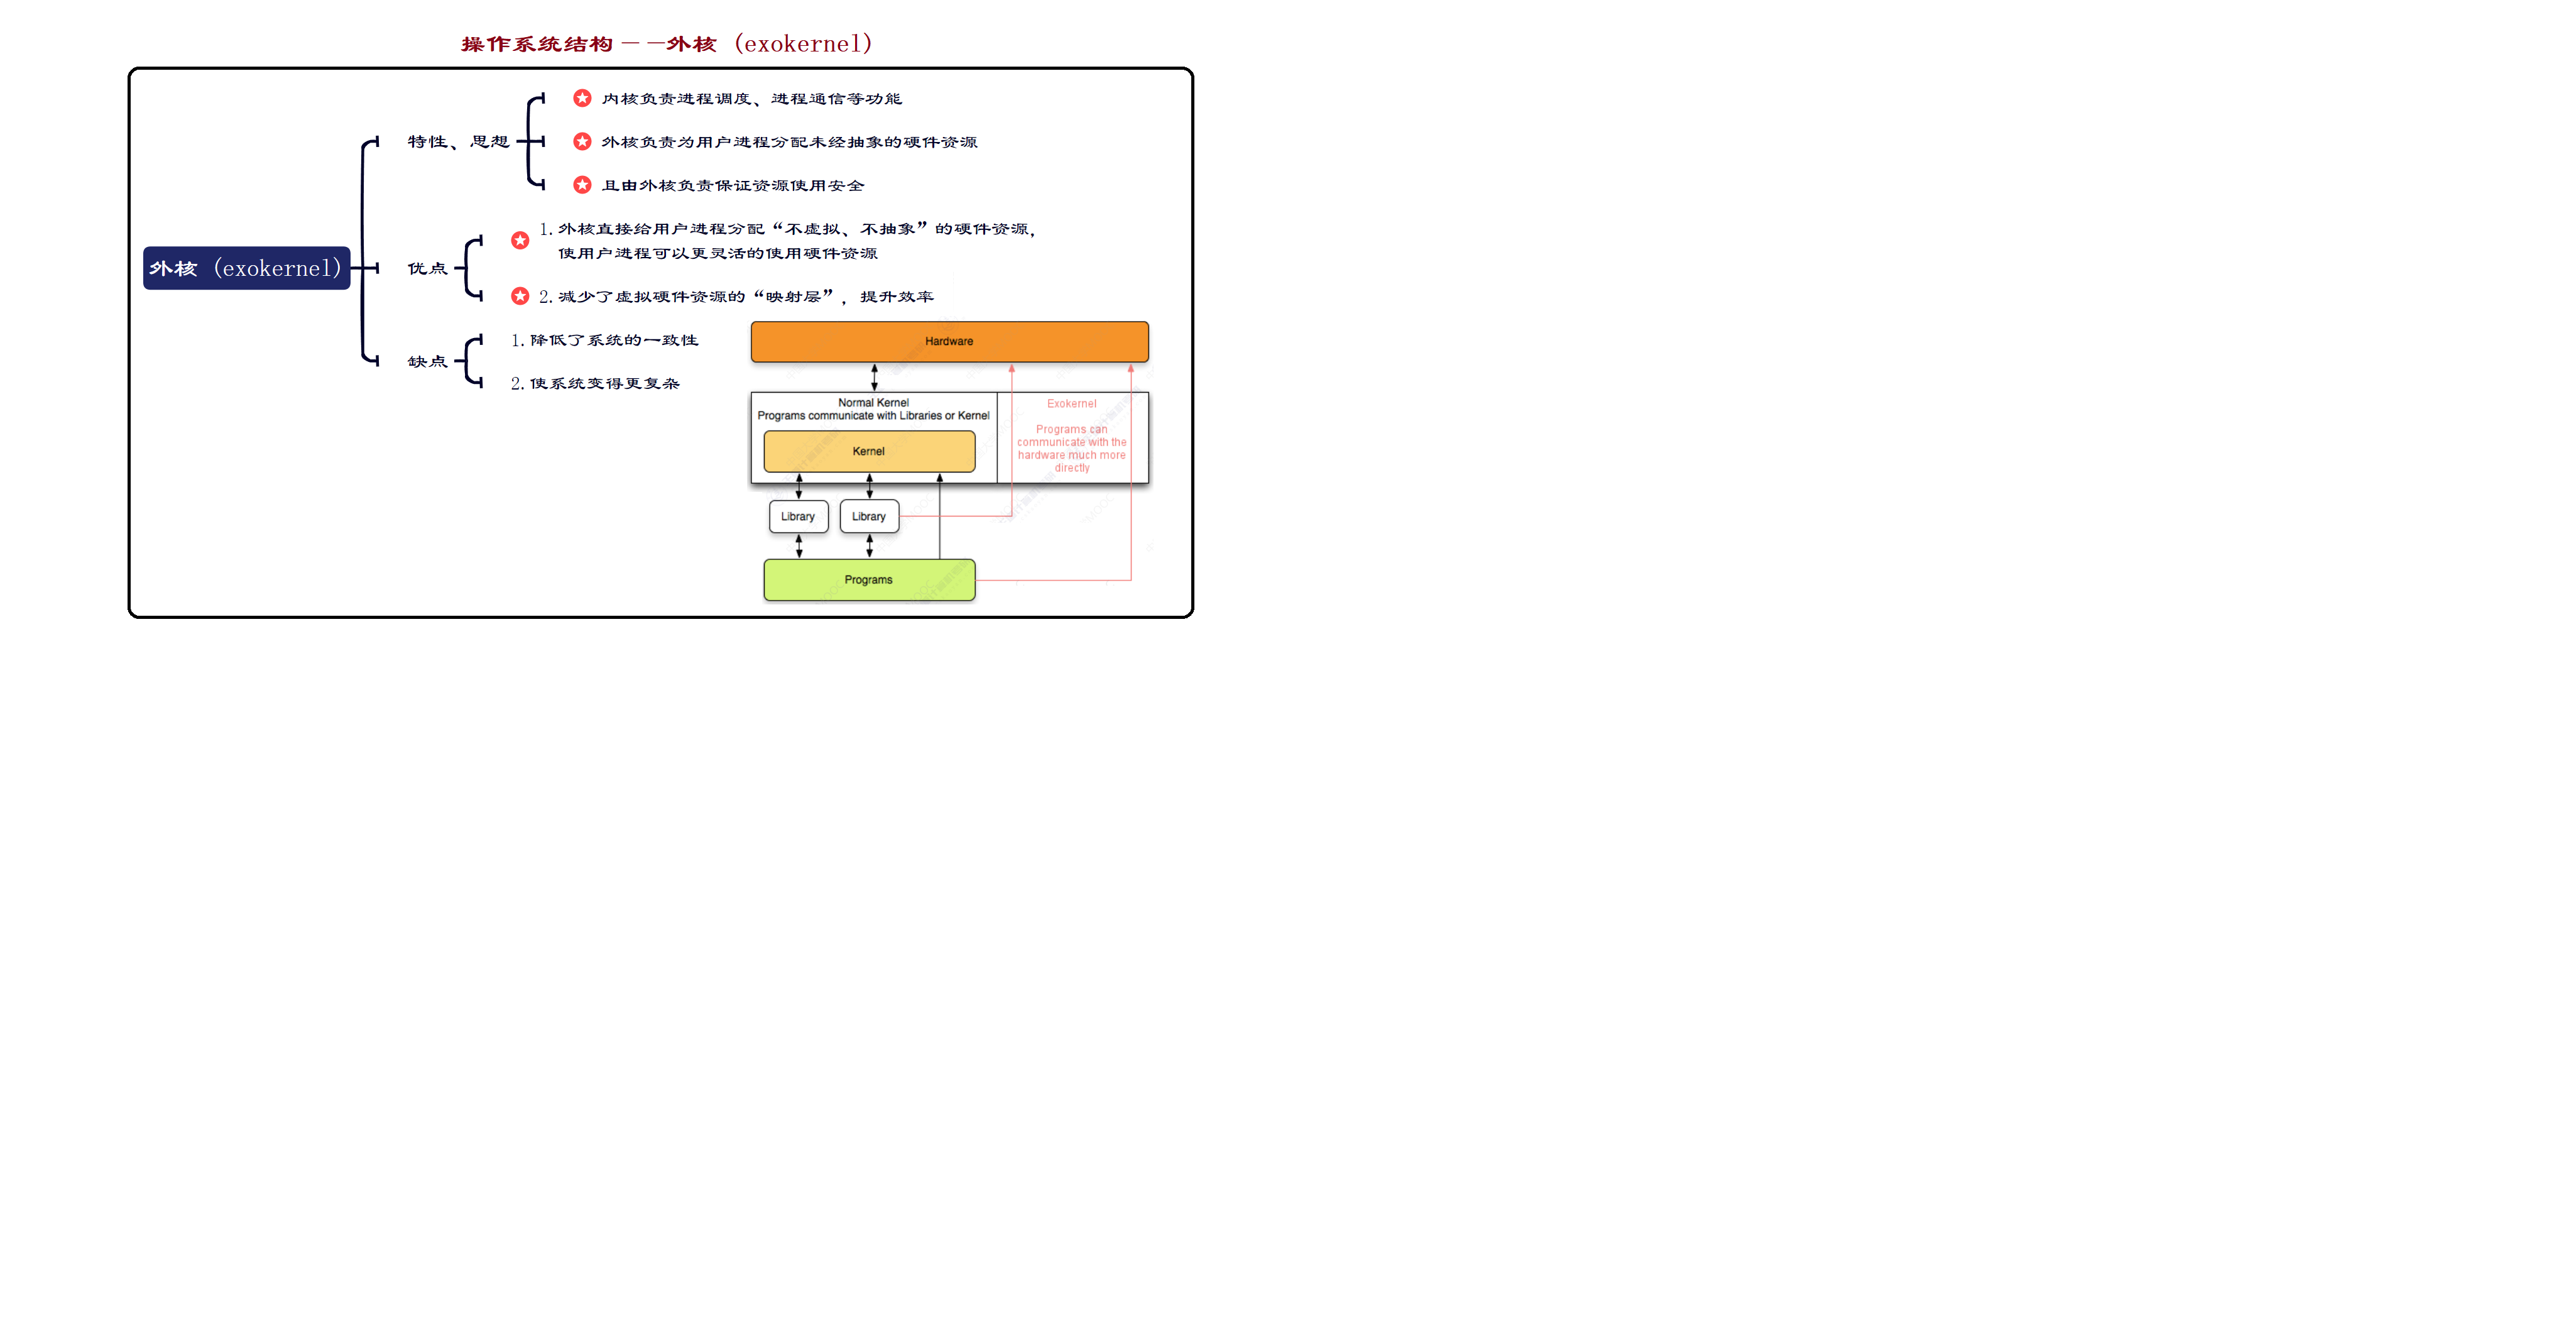 操作系统结构——外核（exokernel）
内核负责进程调度、进程通信等功能
特性、思想
外核负责为用户进程分配未经抽象的硬件资源
且由外核负责保证资源使用安全
外核（exokernel）
优点
1. 外核直接给用户进程分配“不虚拟、不抽象”的硬件资源，
使用户进程可以更灵活的使用硬件资源
2. 减少了虚拟硬件资源的“映射层”，提升效率
缺点
1. 降低了系统的一致性
2. 使系统变得更复杂
Hardware
Normal Kernel
Programs communicate with Libraries or Kernel
Kernel
Exokernel
Programs can
communicate with the
hardware much more
directly
Library
Library
Programs